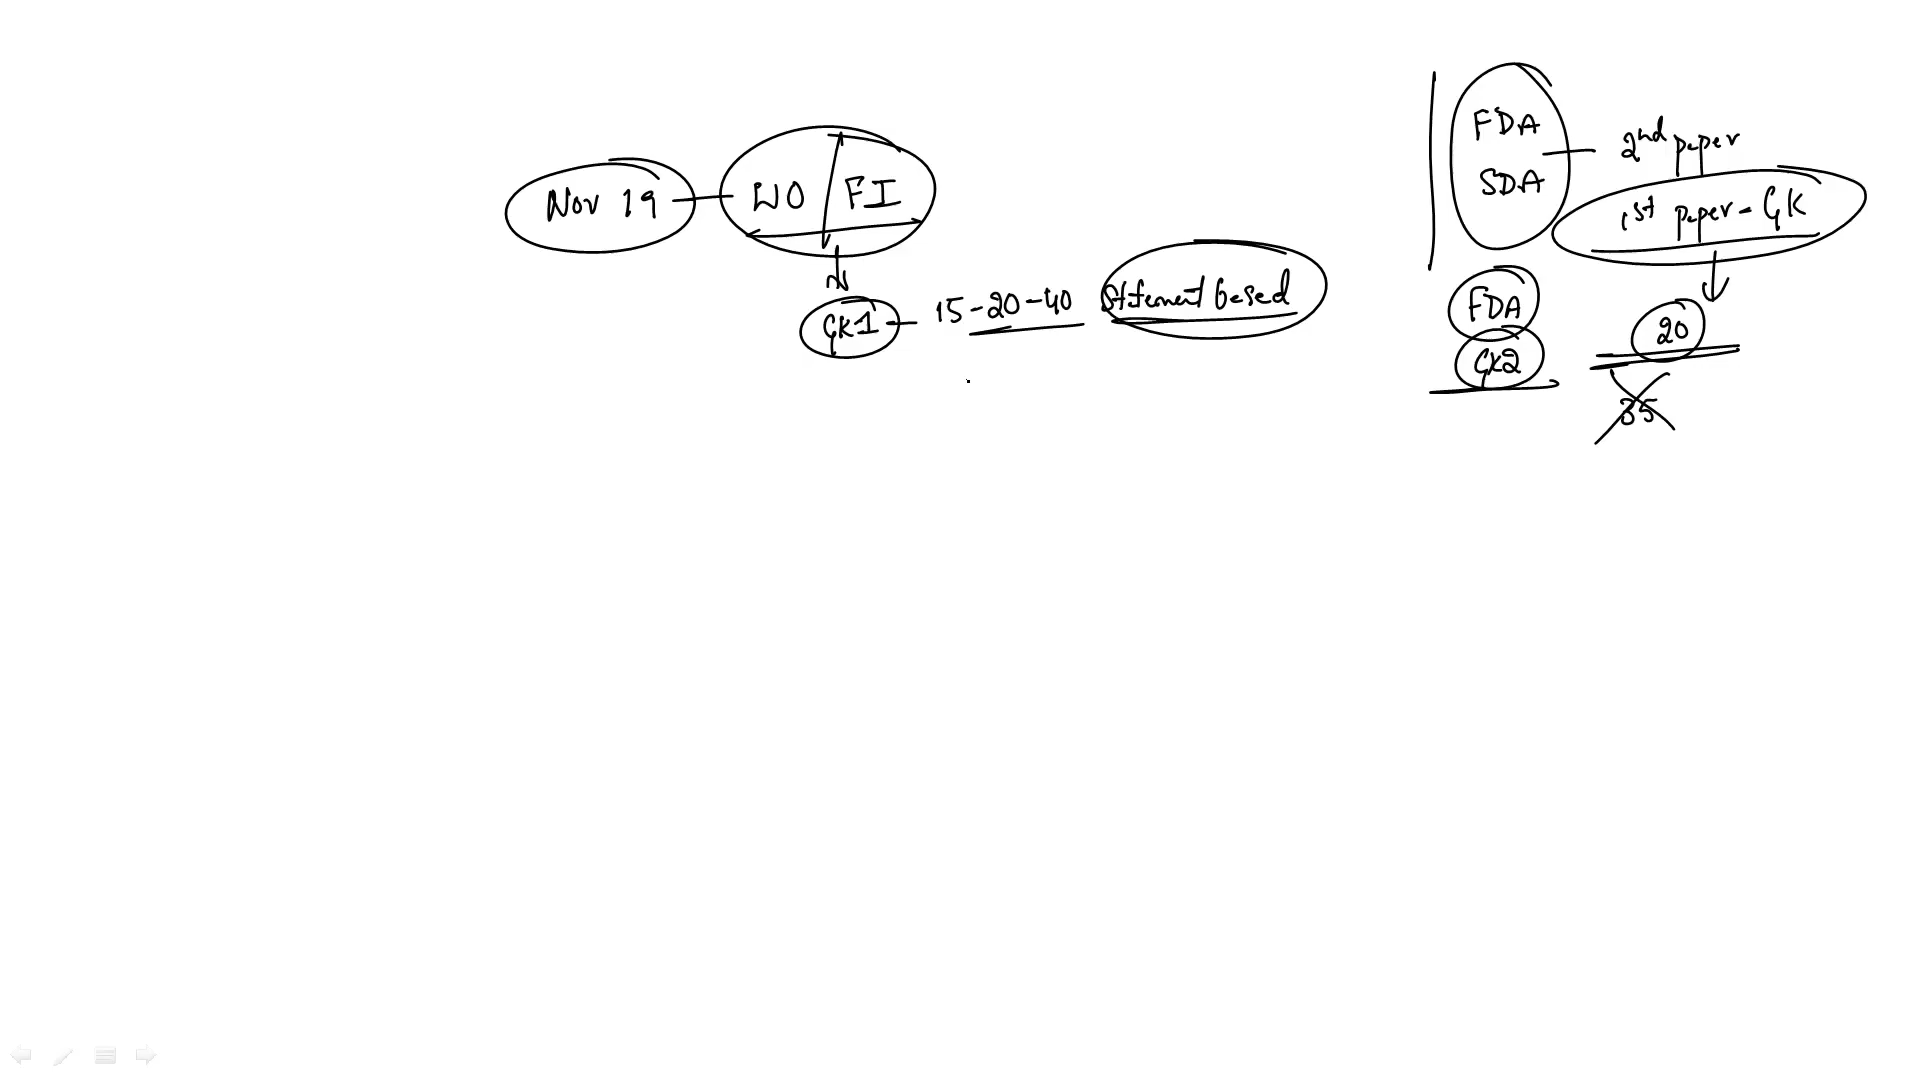 Nov 19 - WO / FI
GK1 - 15-20-40 Statement based
FDA
SDA - 2nd paper
1st paper - GK
FDA
GK2
20
35